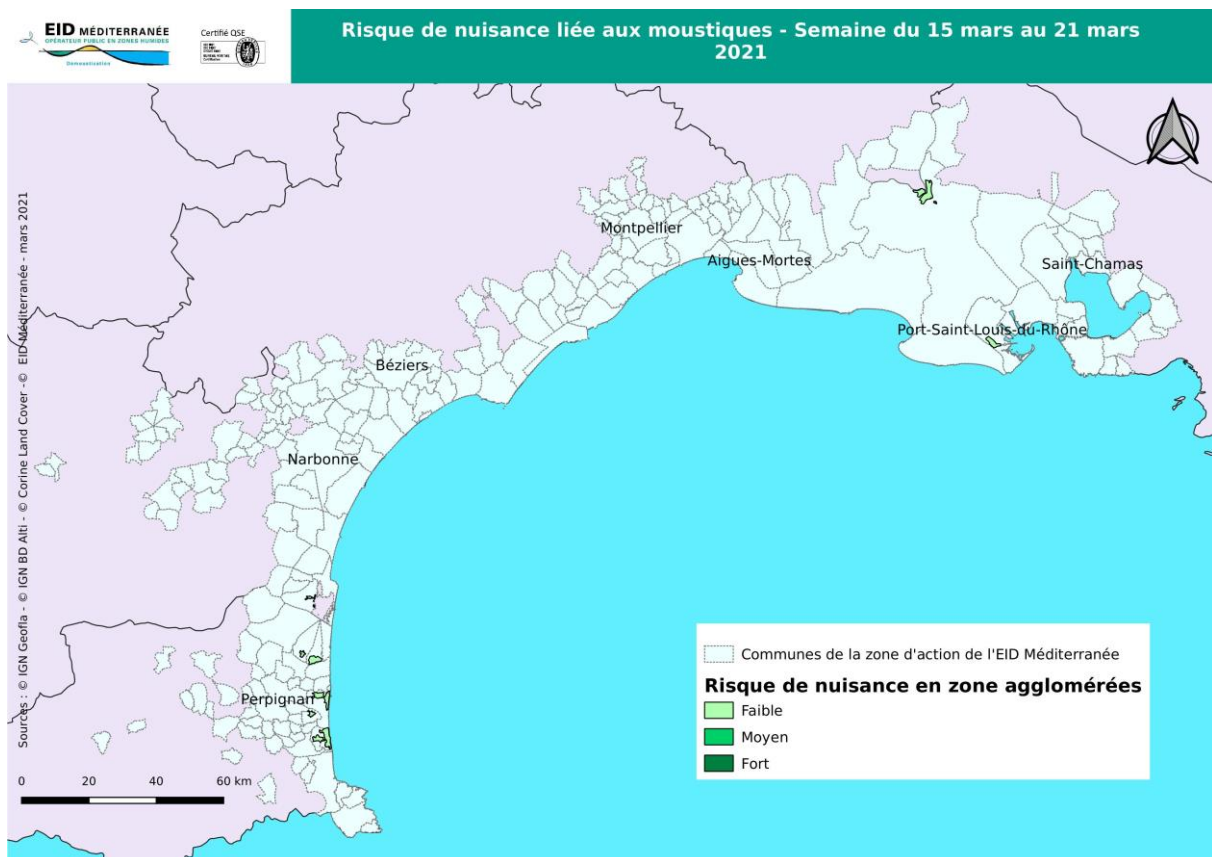 EID MÉDITERRANÉE
OPÉRATEUR PUBLIC EN ZONES HUMIDES
Démoustication
Certifié QSE
Risque de nuisance liée aux moustiques - Semaine du 15 mars au 21 mars
2021
Sources : © IGN Geofla - © IGN BD Alti - © Corine Land Cover -© EID Méditerranée - mars 2021
Montpellier
Aigues-Mortes
Saint-Chamas
Port-Saint-Louis-du-Rhône
Béziers
Narbonne
Perpignan
Communes de la zone d'action de l'EID Méditerranée
Risque de nuisance en zone agglomérées
Faible
Moyen
Fort
0 20 40 60 km